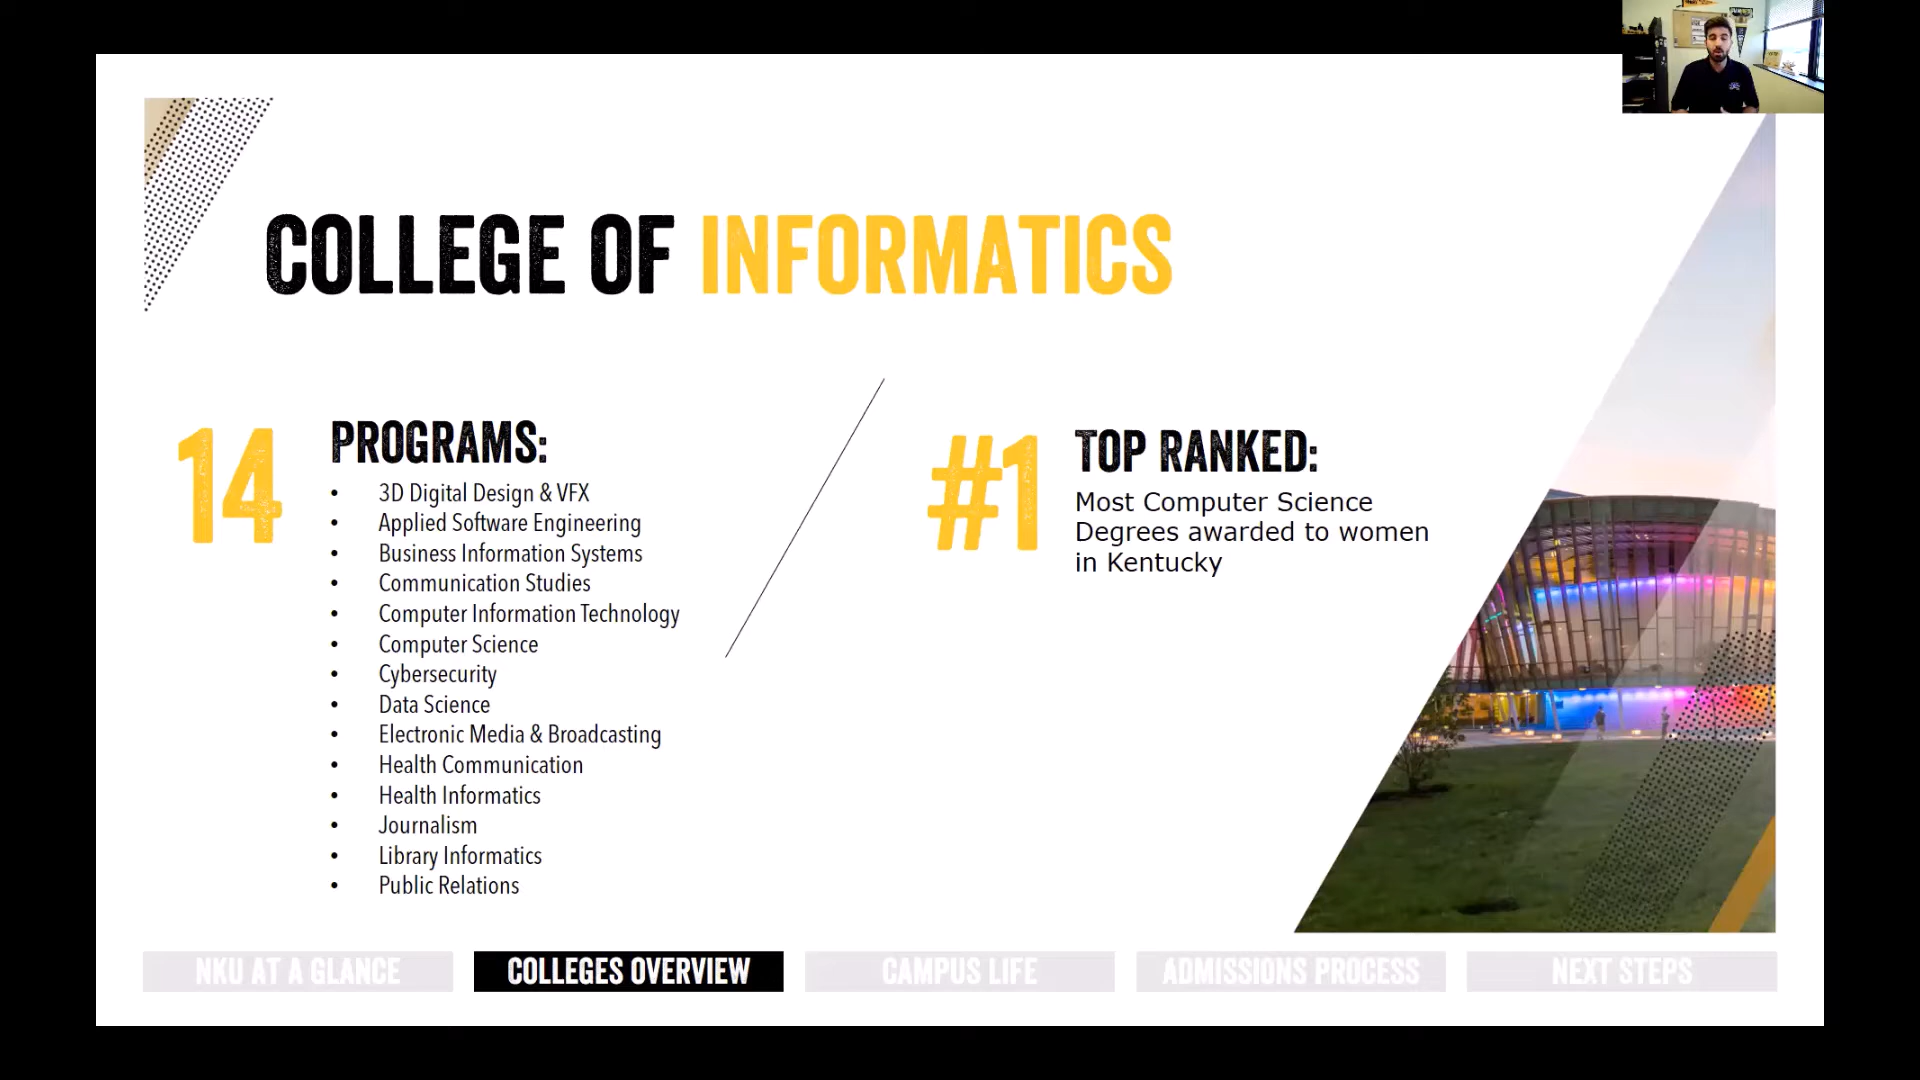 COLLEGE OF INFORMATICS
14
PROGRAMS:
• 3D Digital Design & VFX
• Applied Software Engineering
• Business Information Systems
• Communication Studies
• Computer Information Technology
• Computer Science
• Cybersecurity
• Data Science
• Electronic Media & Broadcasting
• Health Communication
• Health Informatics
• Journalism
• Library Informatics
• Public Relations
#1
TOP RANKED:
Most Computer Science
Degrees awarded to women
in Kentucky
NKU AT A GLANCE
COLLEGES OVERVIEW
CAMPUS LIFE
ADMISSIONS PROCESS
NEXT STEPS